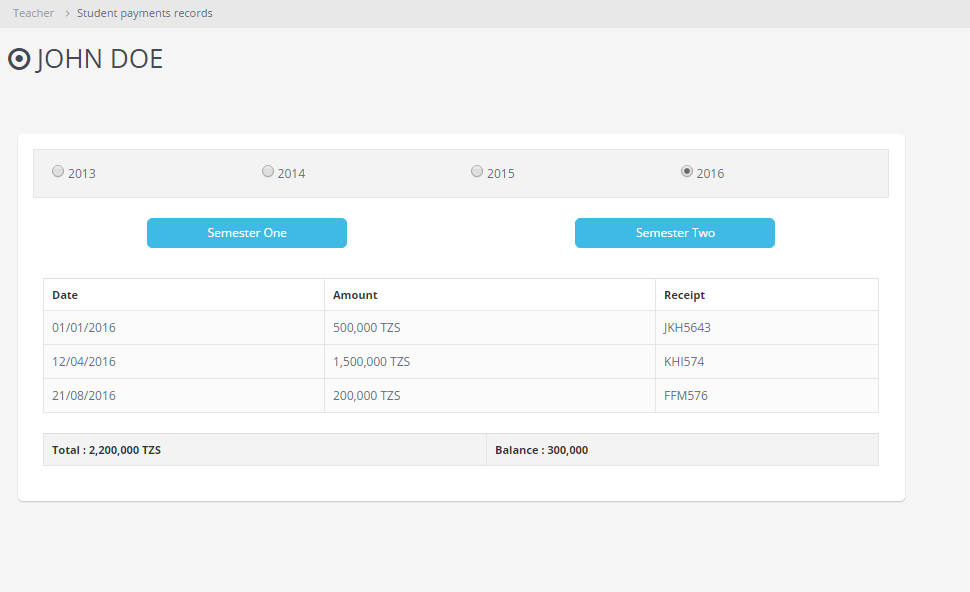 Teacher > Student payments records
JOHN DOE
2013 2014 2015 2016
Semester One Semester Two
Date Amount Receipt
01/01/2016 500,000 TZS JKH5643
12/04/2016 1,500,000 TZS KHI574
21/08/2016 200,000 TZS FFM576
Total : 2,200,000 TZS Balance : 300,000